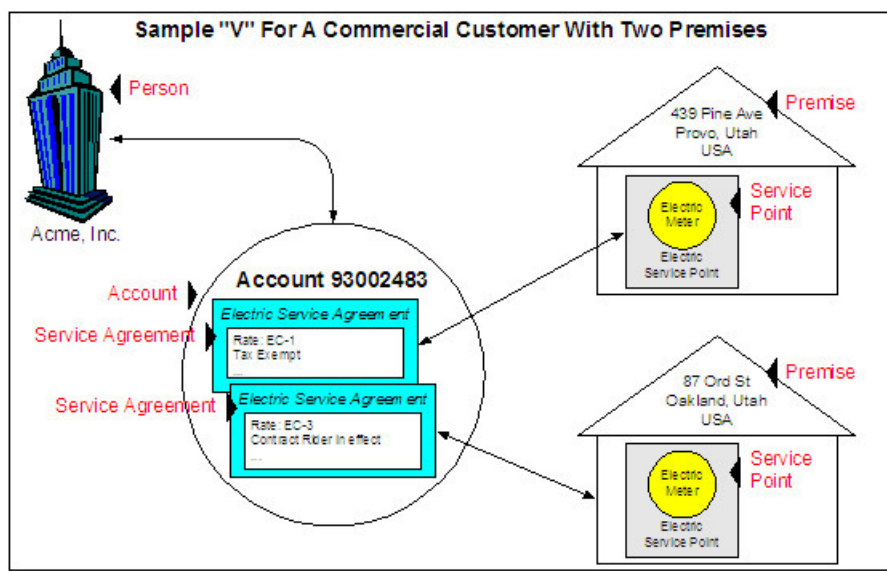 Sample "V" For A Commercial Customer With Two Premises
Person
Acme, Inc.
Account 93002483
Account
Electric Service Agreement
Service Agreement
Rate: EC-1
Tax Exempt
...
Service Agreement
Electric Service Agreement
Rate: EC-3
Contract Rider in effect
...
Premise
439 Pine Ave
Provo, Utah
USA
Service
Point
Electric
Meter
Electric
Service Point
Premise
87 Ord St
Oakland, Utah
USA
Service
Point
Electric
Meter
Electric
Service Point